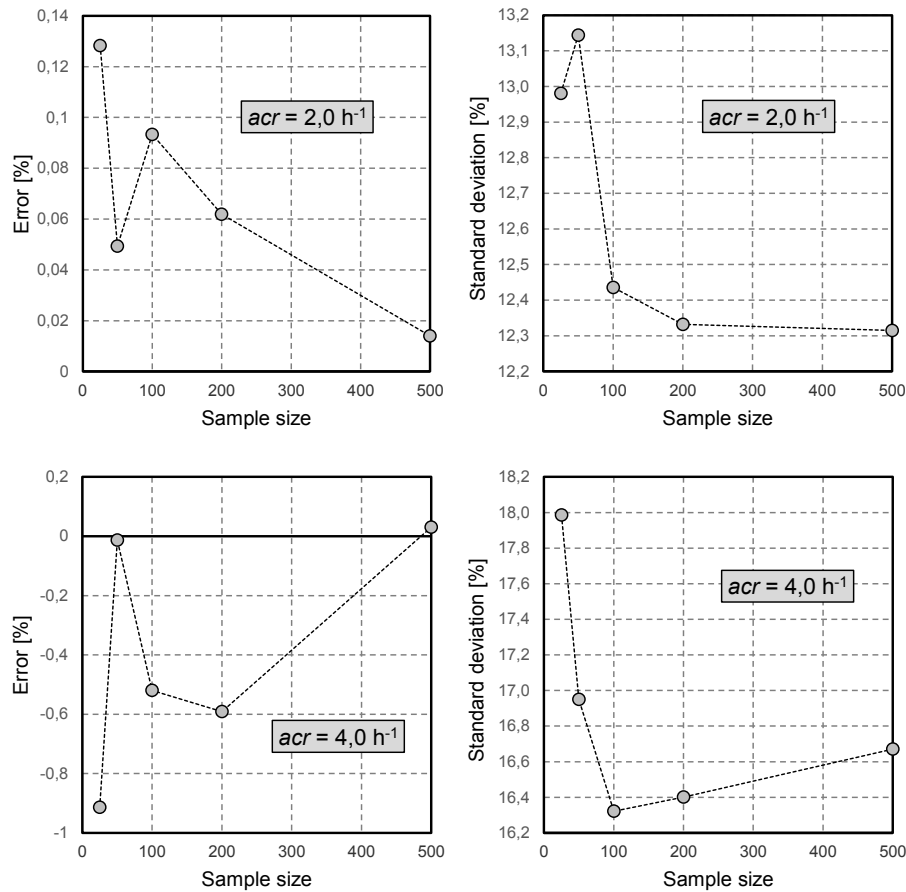 0,14
0,12
0,1
0,08
0,06
0,04
0,02
0
Error [%]
acr = 2,0 h⁻¹
0 100 200 300 400 500
Sample size
13,2
13,1
13,0
12,9
12,8
12,7
12,6
12,5
12,4
12,3
12,2
Standard deviation [%]
acr = 2,0 h⁻¹
0 100 200 300 400 500
Sample size
0,2
0
-0,2
-0,4
-0,6
-0,8
-1
Error [%]
acr = 4,0 h⁻¹
0 100 200 300 400 500
Sample size
18,2
18,0
17,8
17,6
17,4
17,2
17,0
16,8
16,6
16,4
16,2
Standard deviation [%]
acr = 4,0 h⁻¹
0 100 200 300 400 500
Sample size